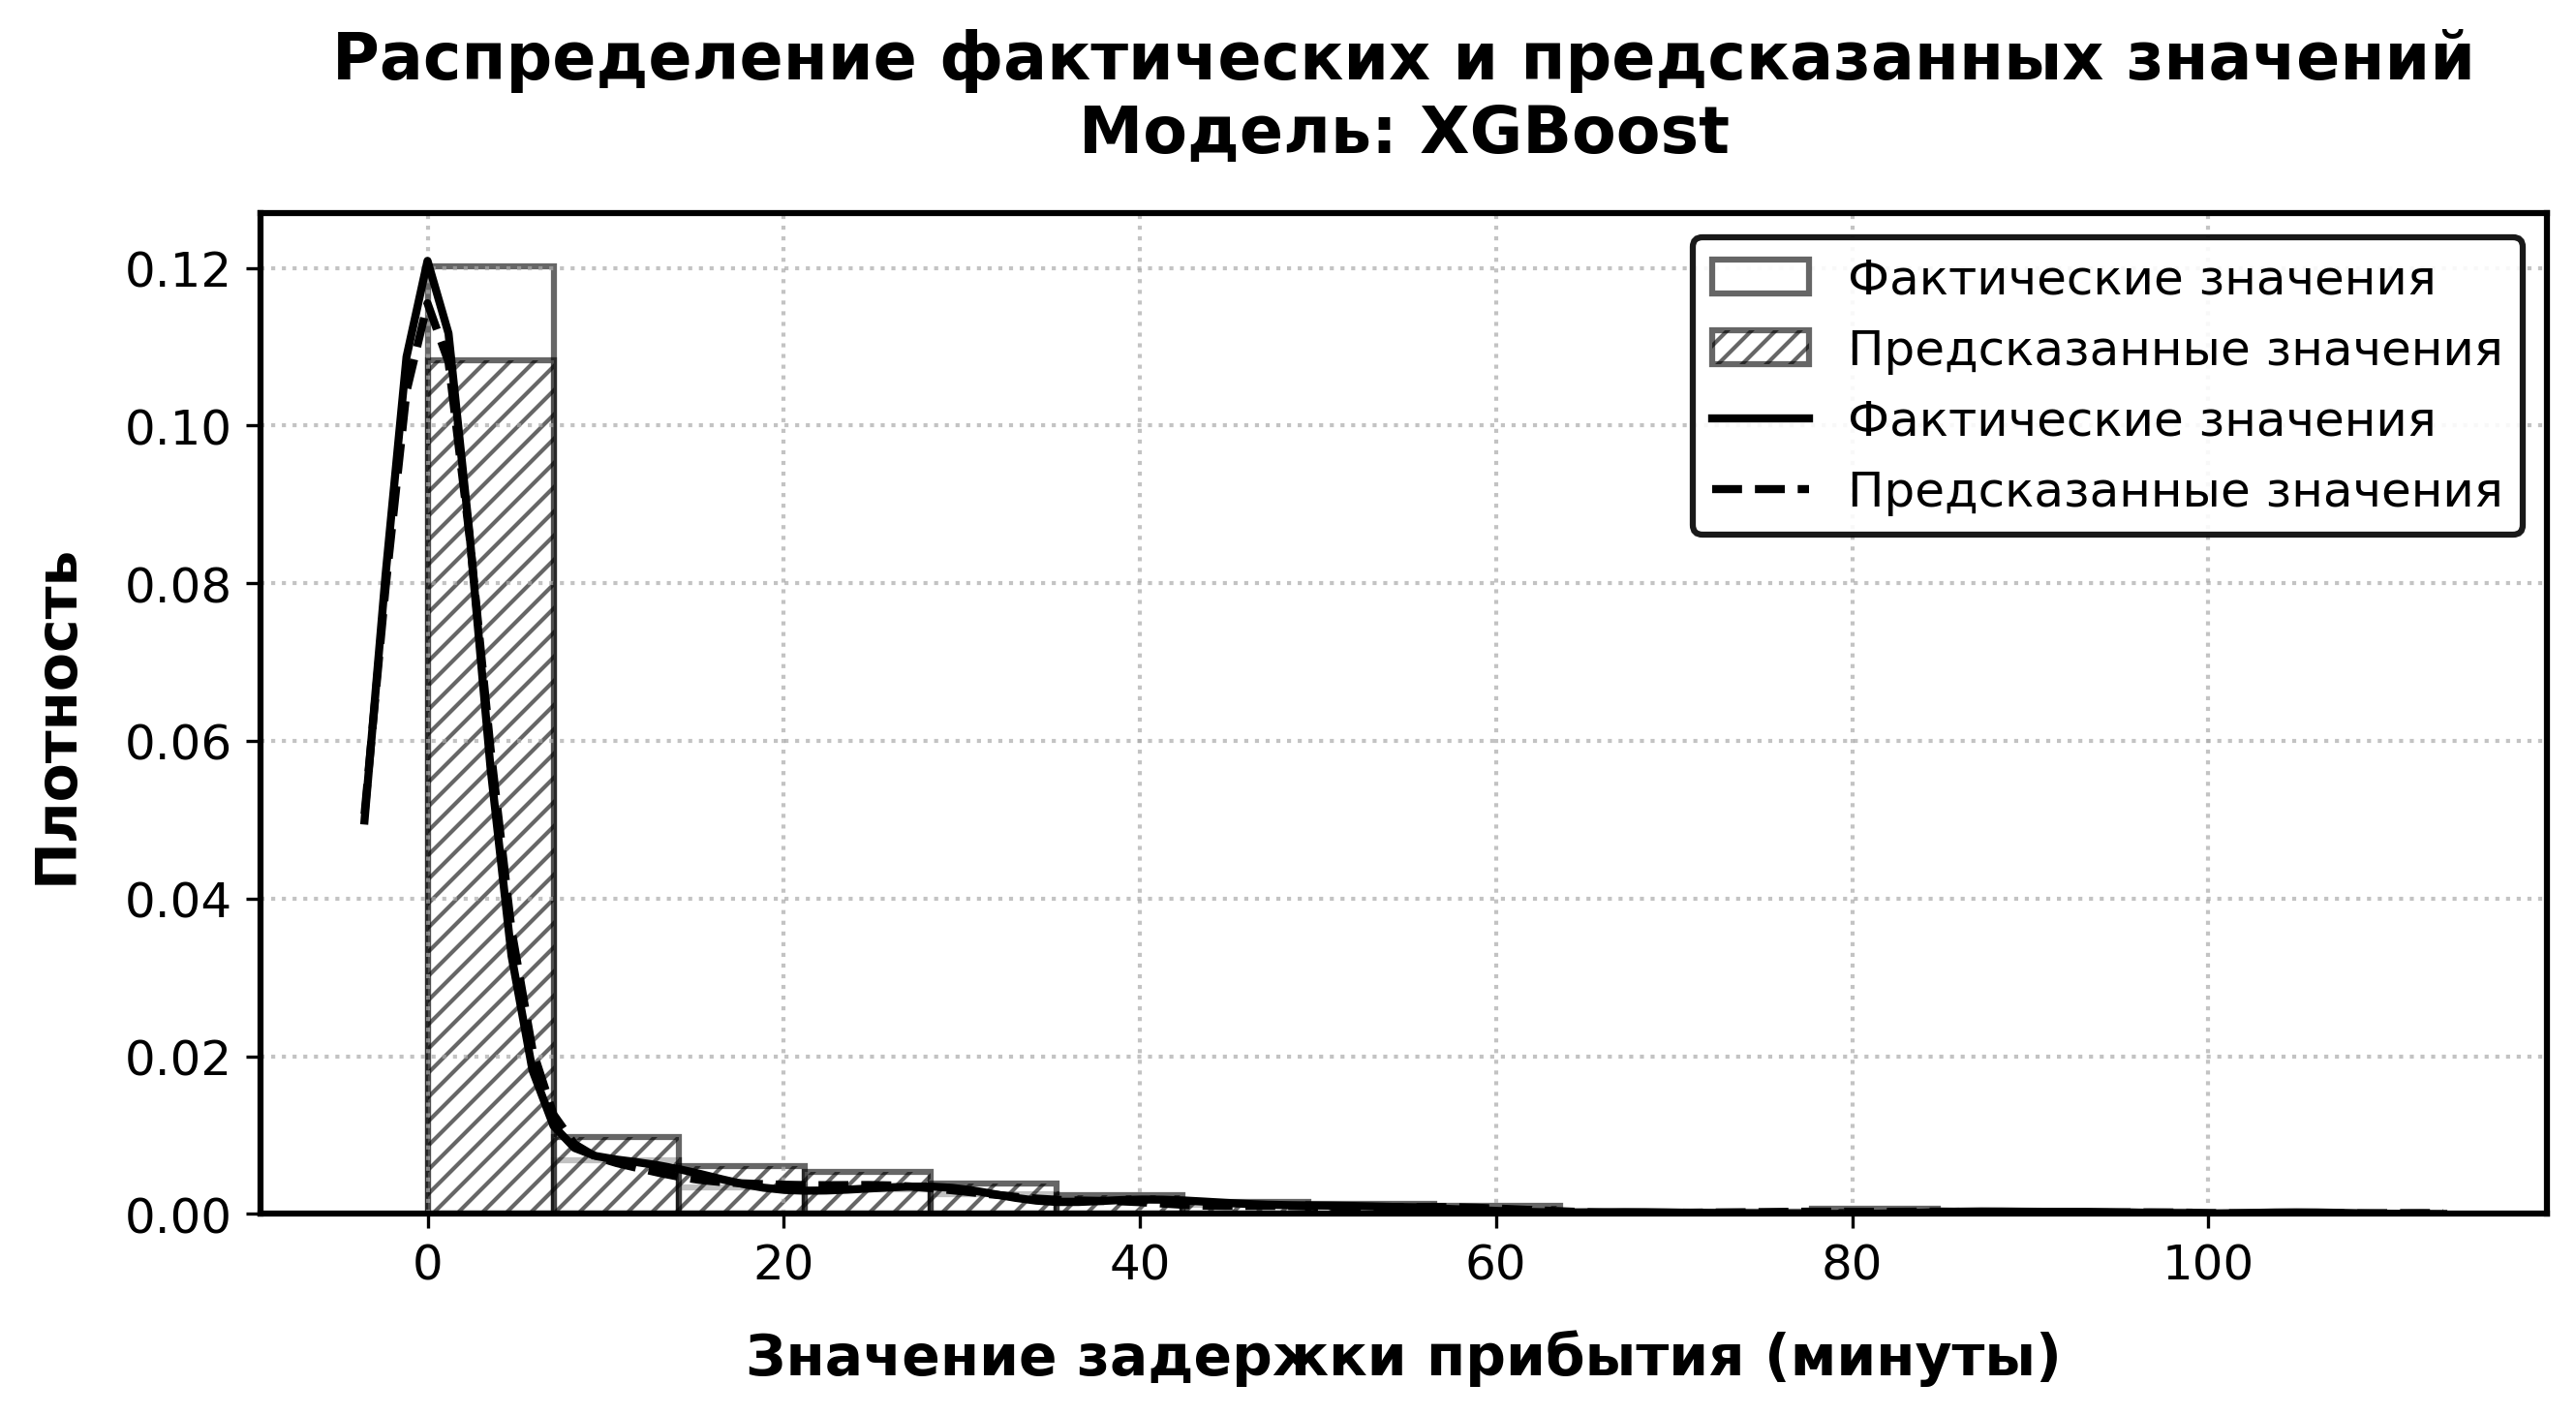 Распределение фактических и предсказанных значений
Модель: XGBoost
Фактические значения
Предсказанные значения
Фактические значения
Предсказанные значения
Плотность
0.12
0.10
0.08
0.06
0.04
0.02
0.00
0 20 40 60 80 100
Значение задержки прибытия (минуты)